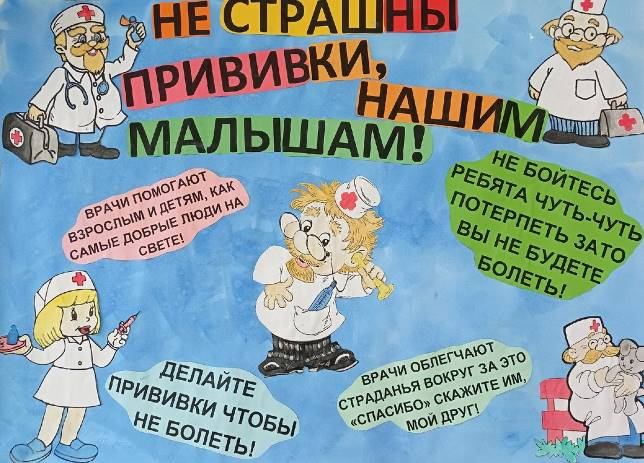 НЕ СТРАШНЫ
ПРИВИВКИ,
НАШИМ
МАЛЫШАМ!
ВРАЧИ ПОМОГАЮТ
ВЗРОСЛЫМ И ДЕТЯМ, КАК
САМЫЕ ДОБРЫЕ ЛЮДИ НА
СВЕТЕ!
НЕ БОЙТЕСЬ
РЕБЯТА ЧУТЬ-ЧУТЬ
ПОТЕРПЕТЬ ЗАТО
ВЫ НЕ БУДЕТЕ
БОЛЕТЬ!
ДЕЛАЙТЕ
ПРИВИВКИ ЧТОБЫ
НЕ БОЛЕТЬ!
ВРАЧИ ОБЛЕГЧАЮТ
СТРАДАНЬЯ ВОКРУГ ЗА ЭТО
«СПАСИБО» СКАЖИТЕ ИМ,
МОЙ ДРУГ!